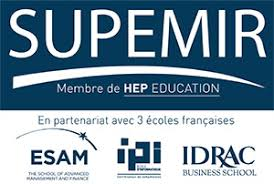 SUPEMIR
Membre de HEP EDUCATION
En partenariat avec 3 écoles françaises
ESAM
THE SCHOOL OF ADVANCED
MANAGEMENT AND FINANCE
ipi
IDRAC
BUSINESS SCHOOL